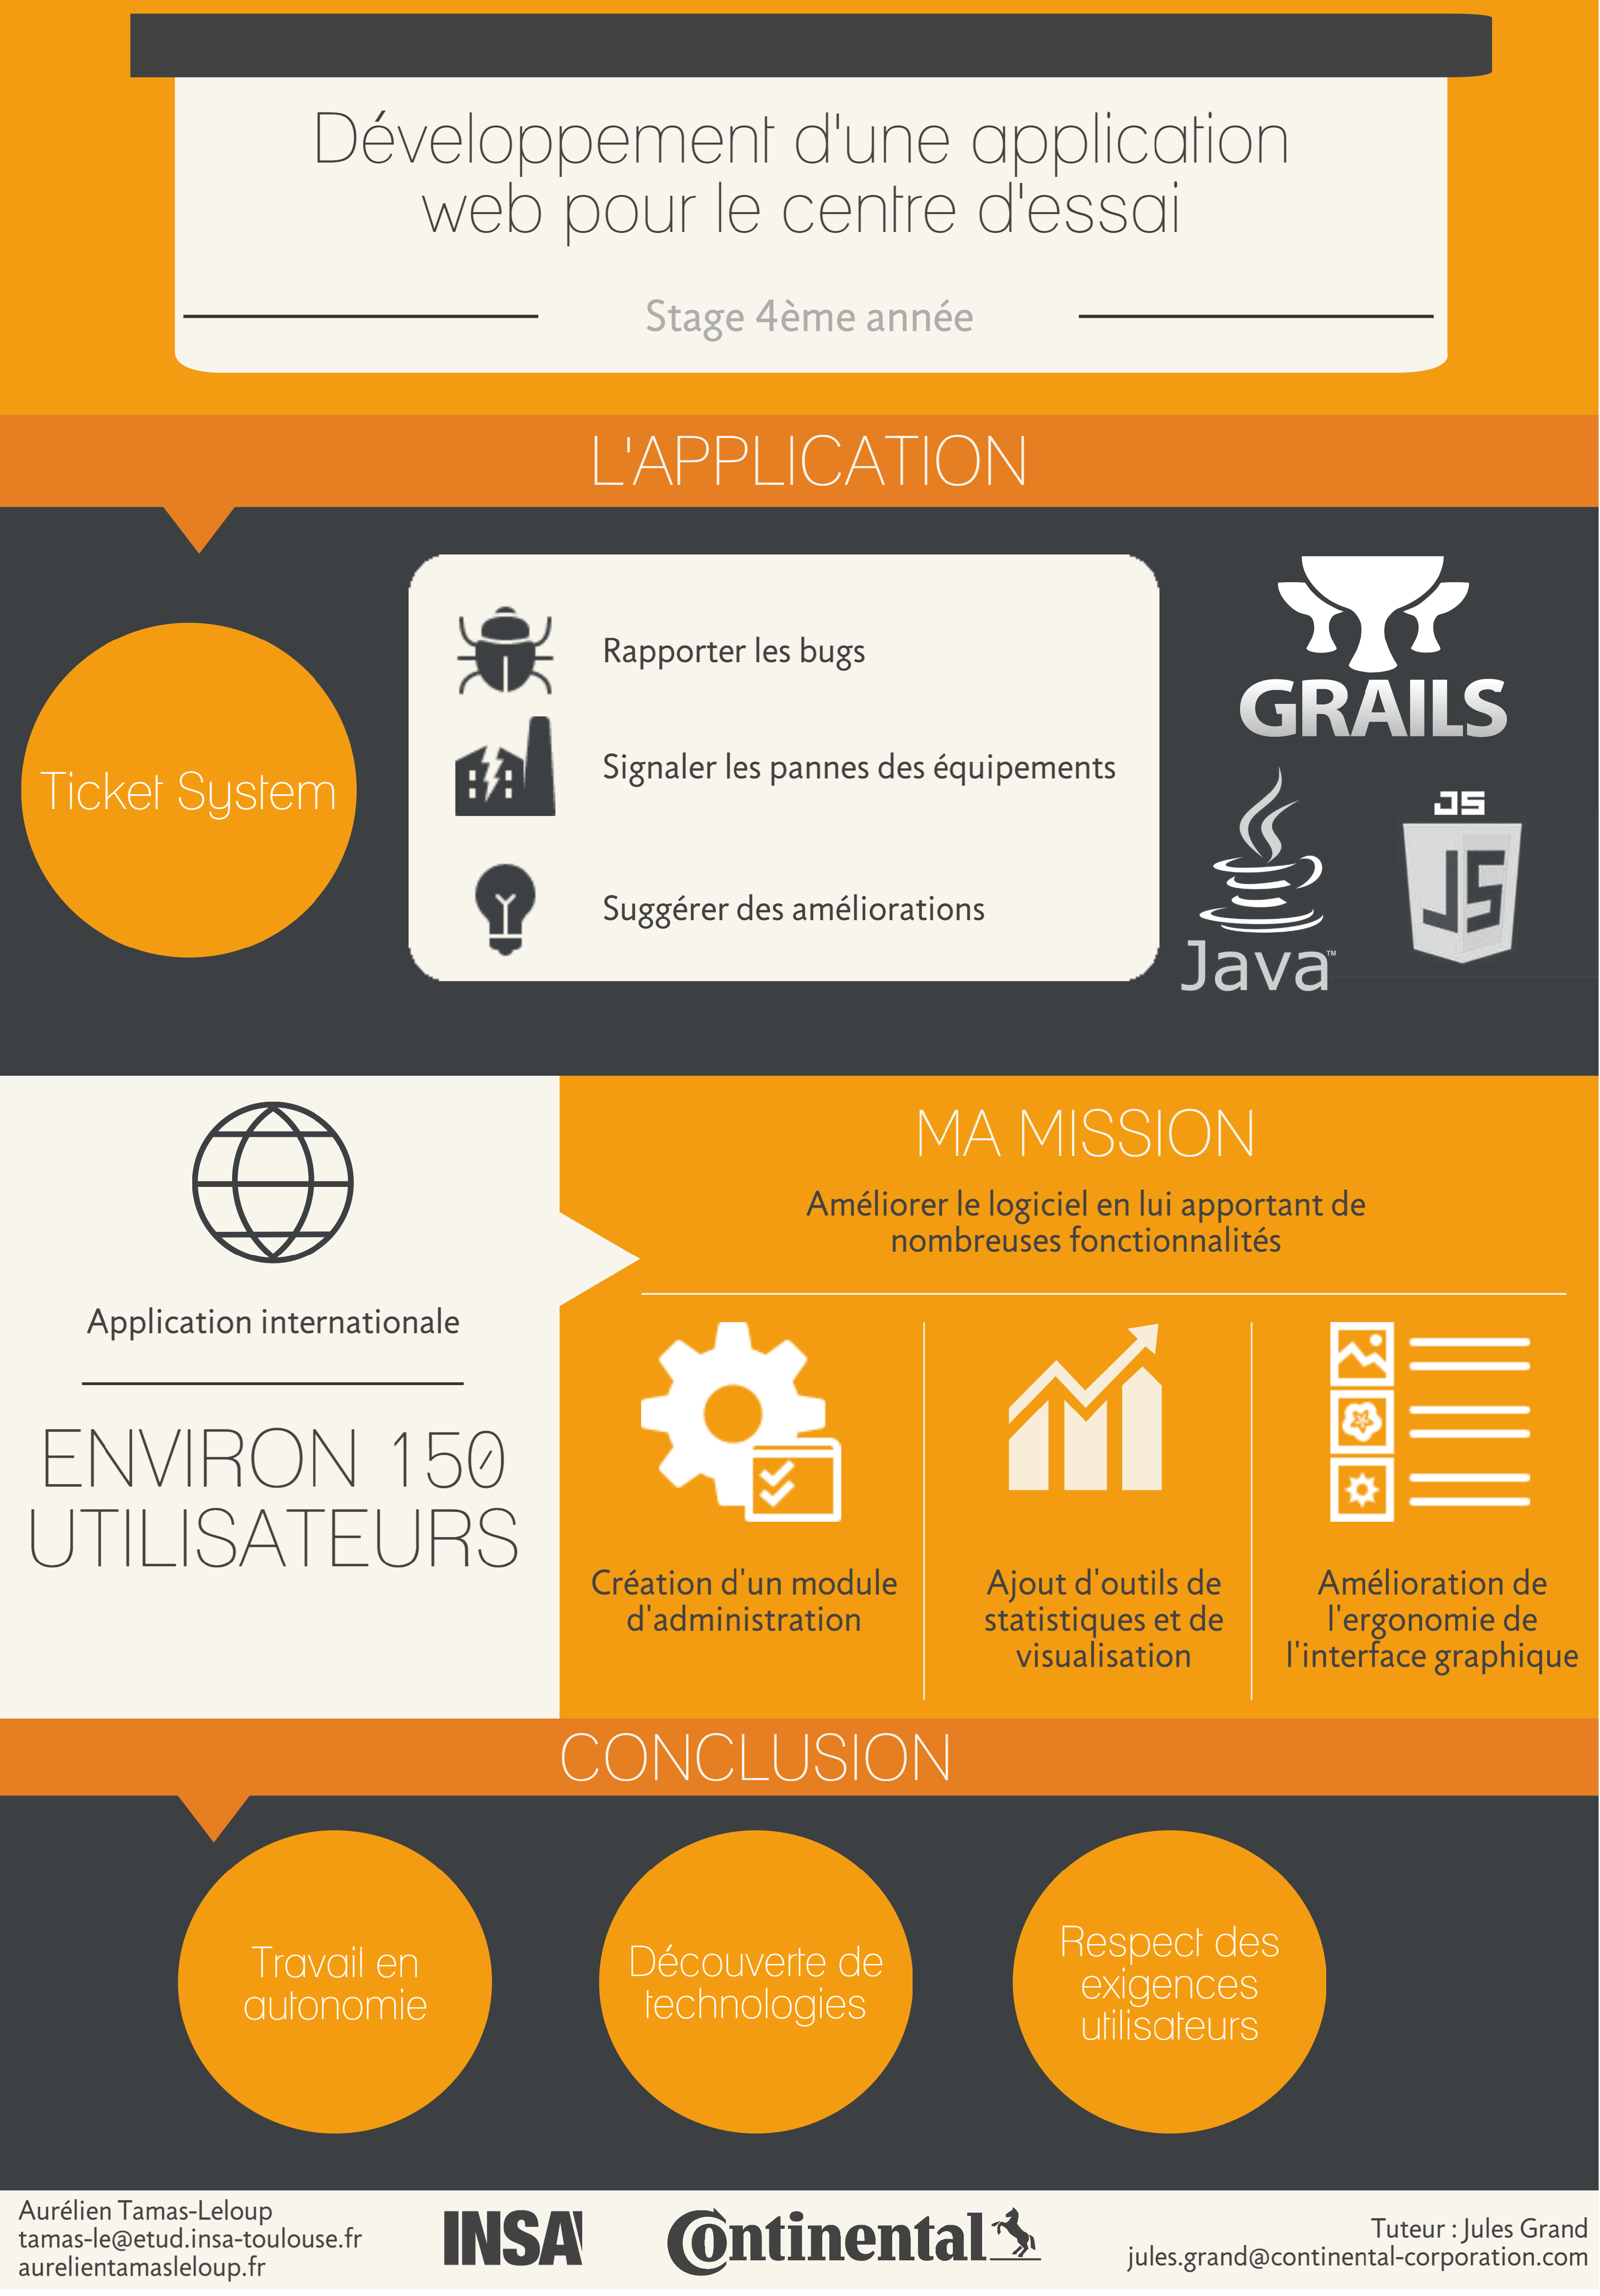 Développement d'une application
web pour le centre d'essai
Stage 4ème année
L'APPLICATION
Ticket System
Rapporter les bugs
Signaler les pannes des équipements
Suggérer des améliorations
GRAILS
JS
JS
Java™
Application internationale
ENVIRON 150
UTILISATEURS
MA MISSION
Améliorer le logiciel en lui apportant de
nombreuses fonctionnalités
Création d'un module
d'administration
Ajout d'outils de
statistiques et de
visualisation
Amélioration de
l'ergonomie de
l'interface graphique
CONCLUSION
Travail en
autonomie
Découverte de
technologies
Respect des
exigences
utilisateurs
Aurélien Tamas-Leloup
tamas-le@etud.insa-toulouse.fr
aurelientamasleloup.fr
INSA
Continental
Tuteur : Jules Grand
jules.grand@continental-corporation.com